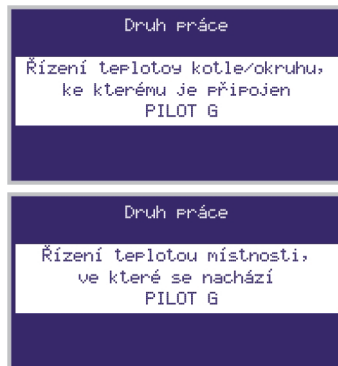 Druh práce
Řízení teplotoy kotle/okruhu,
ke kterému je připojen
PILOT G
Druh práce
Řízení teplotou místnosti,
ve které se nachází
PILOT G